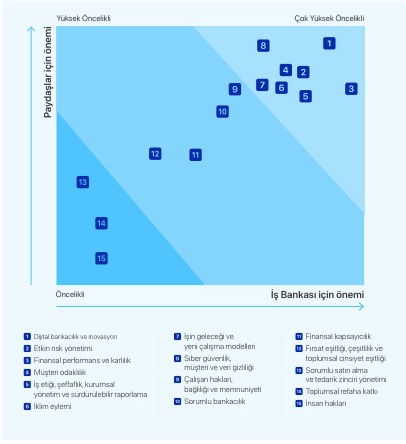 Yüksek Öncelikli
Çok Yüksek Öncelikli
Paydaşlar için önemi
8
1
4
2
7
6
3
9
5
10
12
11
13
14
15
Öncelikli
İş Bankası için önemi
1 Dijital bankacılık ve inovasyon
2 Etkin risk yönetimi
3 Finansal performans ve karlılık
4 Müşteri odaklılık
5 İş etiği, şeffaflık, kurumsal
yönetim ve sürdürülebilir raporlama
6 İklim eylemi
7 İşin geleceği ve
yeni çalışma modelleri
8 Siber güvenlik,
müşteri ve veri gizliliği
9 Çalışan hakları,
bağlılığı ve memnuniyeti
10 Sorumlu bankacılık
11 Finansal kapsayıcılık
12 Fırsat eşitliği, çeşitlilik ve
toplumsal cinsiyet eşitliği
13 Sorumlu satın alma
ve tedarik zinciri yönetimi
14 Toplumsal refaha katkı
15 İnsan hakları